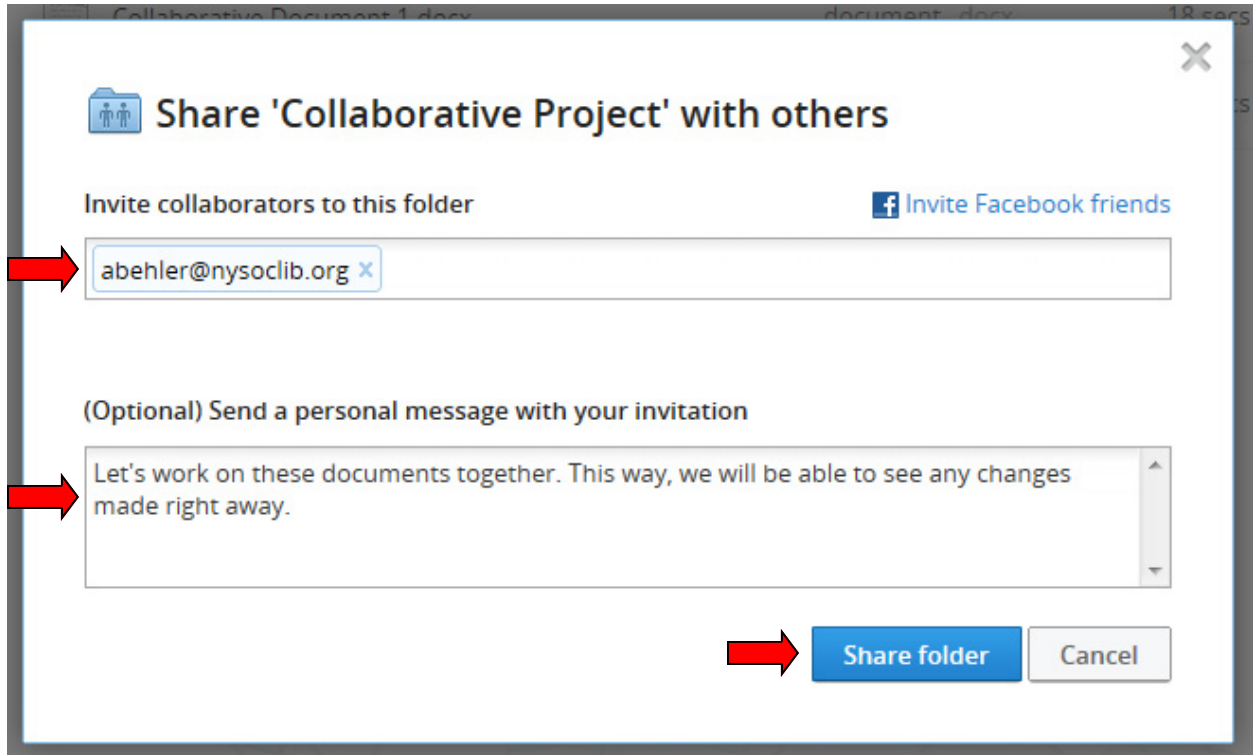 Collaborative Document 1.docx document .docx 18 secs
Share 'Collaborative Project' with others
Invite collaborators to this folder
Invite Facebook friends
abehler@nysoclib.org ×
(Optional) Send a personal message with your invitation
Let's work on these documents together. This way, we will be able to see any changes
made right away.
Share folder
Cancel